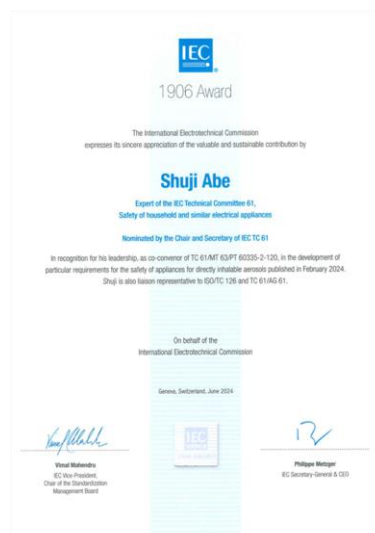 IEC
1906 Award
The International Electrotechnical Commission
expresses its sincere appreciation of the valuable and sustainable contribution by
Shuji Abe
Expert of the IEC Technical Committee 61,
Safety of household and similar electrical appliances
Nominated by the Chair and Secretary of IEC TC 61
In recognition for his leadership, as co-convenor of TC 61/MT 63/PT 60335-2-120, in the development of
particular requirements for the safety of appliances for directly inhalable aerosols published in February 2024.
Shuji is also liaison representative to ISO/TC 126 and TC 61/AG 61.
On behalf of the
International Electrotechnical Commission
Geneva, Switzerland, June 2024
IEC
Vimal Mahendru
IEC Vice-President,
Chair of the Standardization
Management Board
Philippe Metzger
IEC Secretary-General & CEO